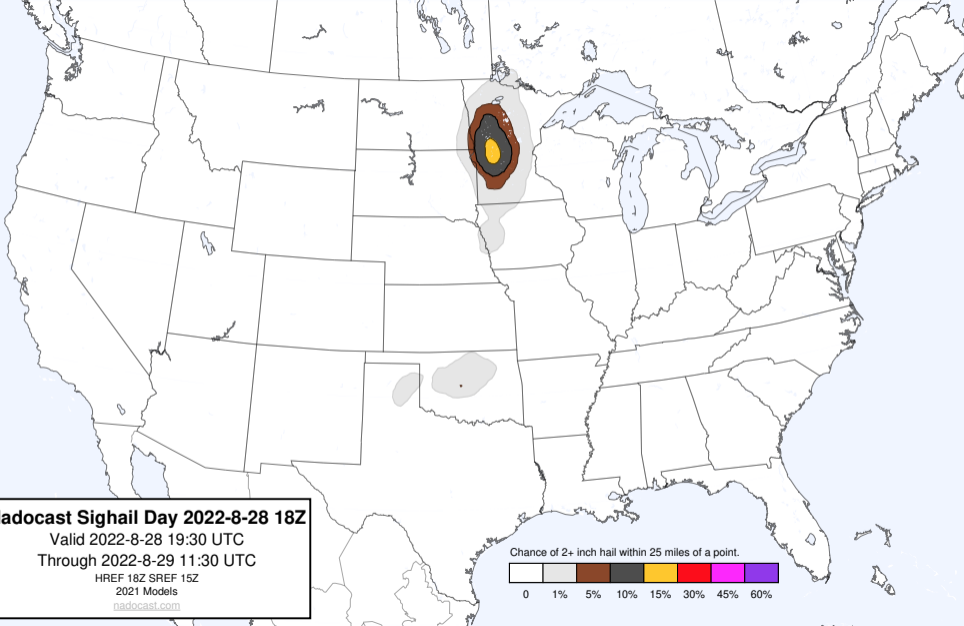 adocast Sighail Day 2022-8-28 18Z
Valid 2022-8-28 19:30 UTC
Through 2022-8-29 11:30 UTC
HREF 18Z SREF 15Z
2021 Models
nadocast.com
Chance of 2+ inch hail within 25 miles of a point.
0 1% 5% 10% 15% 30% 45% 60%